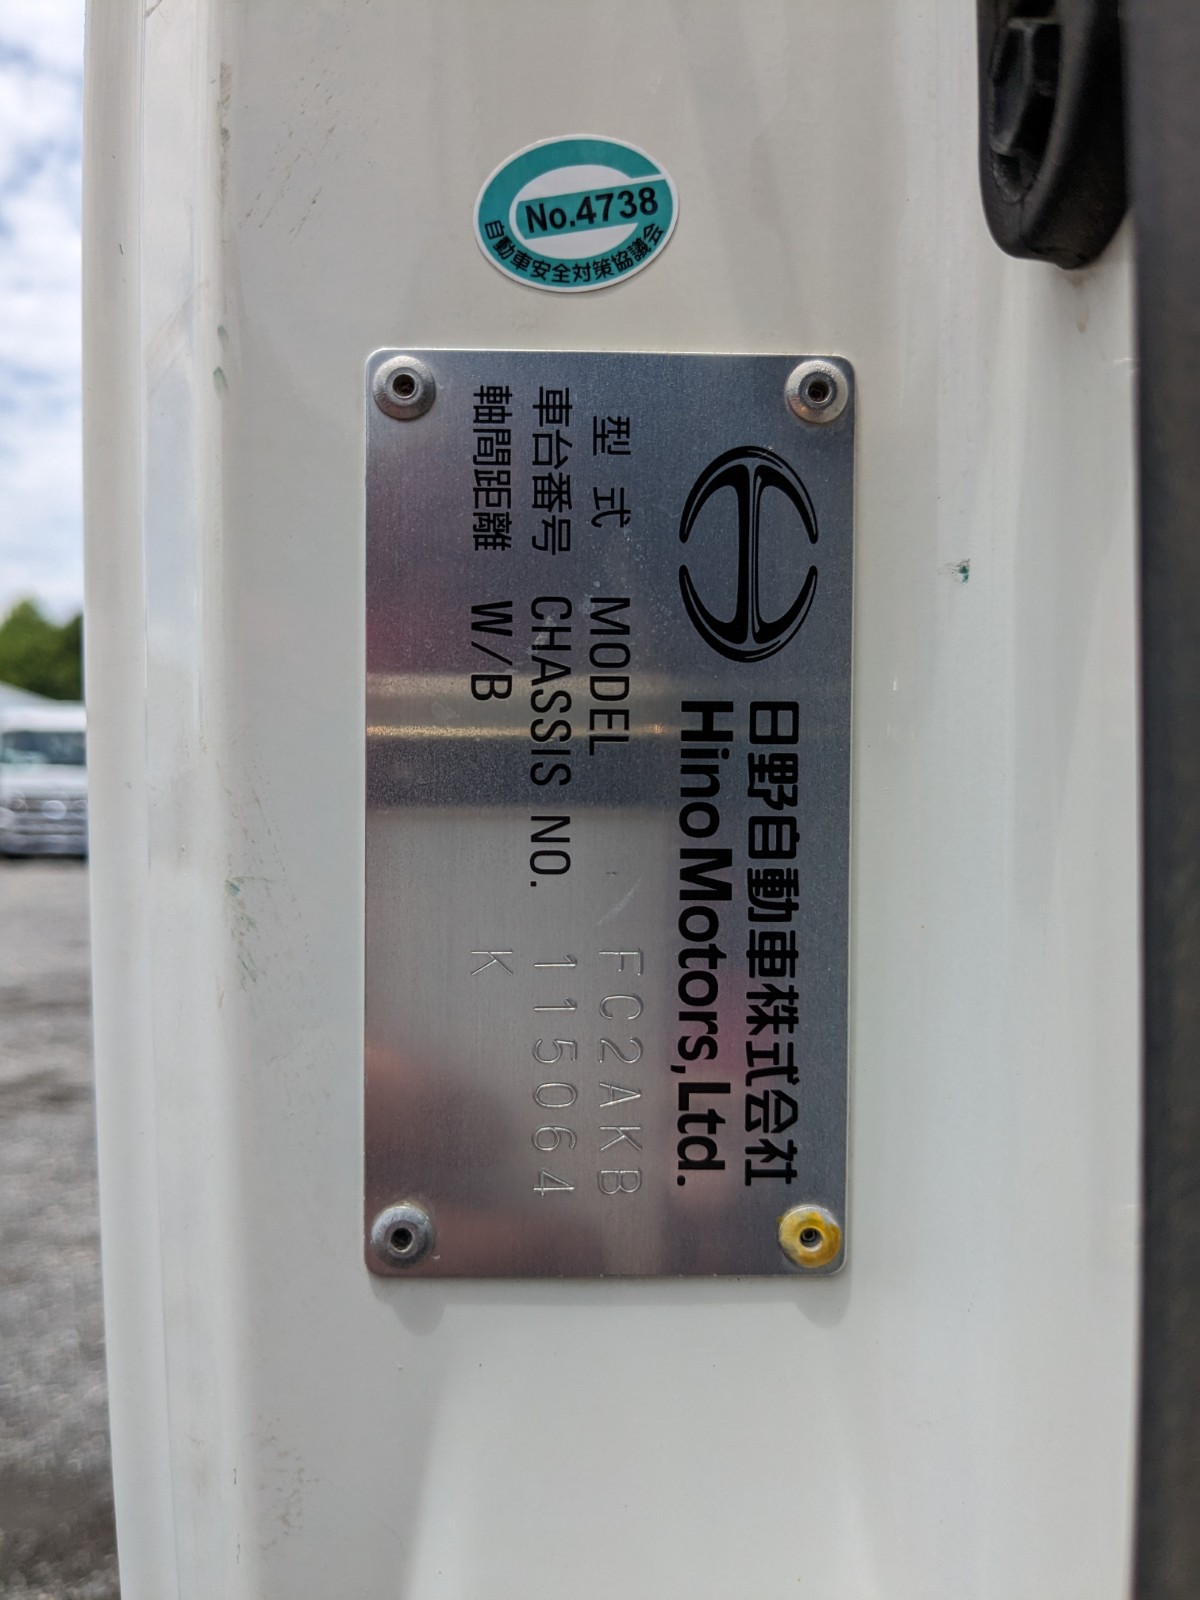 No.4738
自動車安全対策協議会
日野自動車株式会社
Hino Motors, Ltd.
型式 MODEL FC2AKB
車台番号 CHASSIS NO. 115064
軸間距離 W/B K